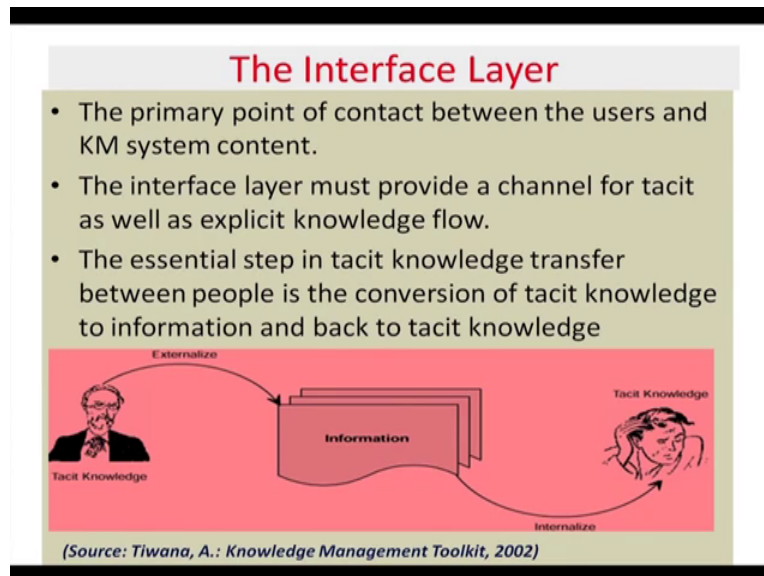 The Interface Layer
• The primary point of contact between the users and
KM system content.
• The interface layer must provide a channel for tacit
as well as explicit knowledge flow.
• The essential step in tacit knowledge transfer
between people is the conversion of tacit knowledge
to information and back to tacit knowledge
Externalize
Tacit Knowledge
Information
Tacit Knowledge
Internalize
(Source: Tiwana, A.: Knowledge Management Toolkit, 2002)